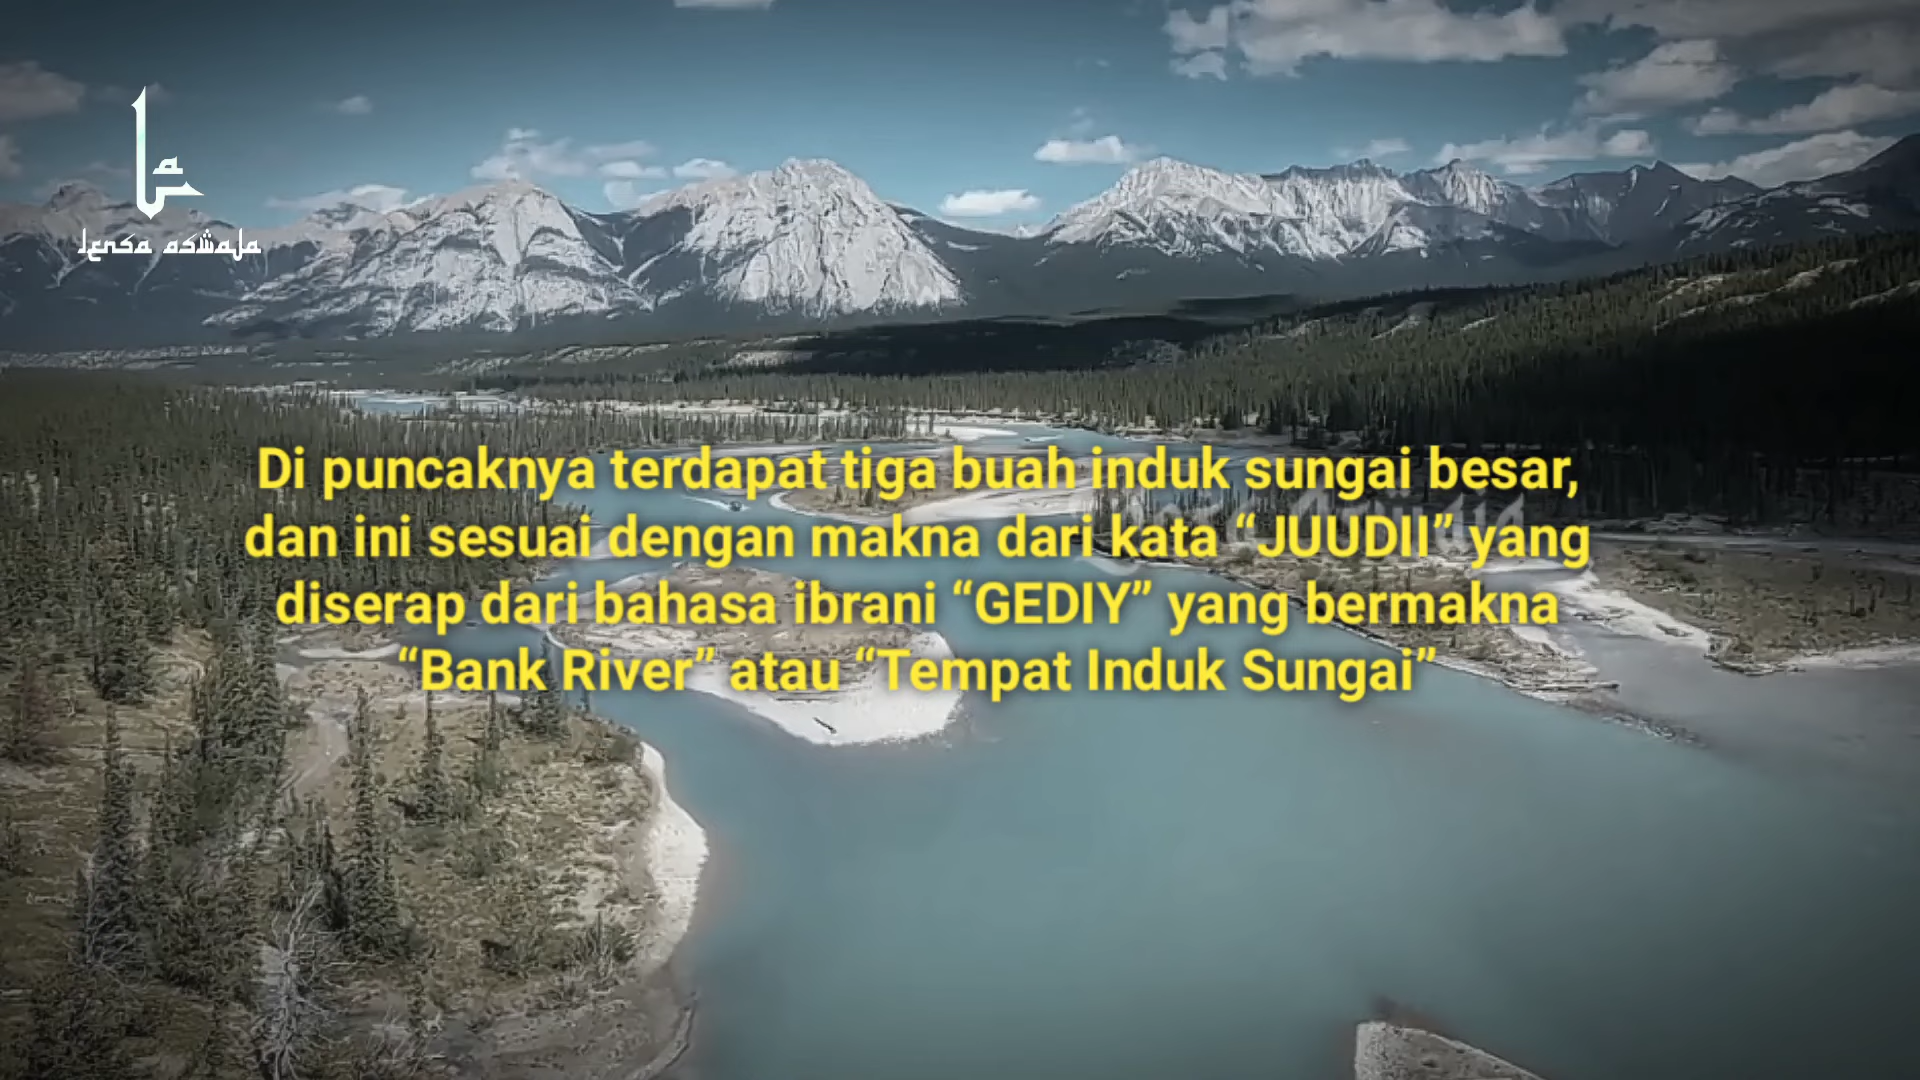 lensa aswaja
Di puncaknya terdapat tiga buah induk sungai besar,
dan ini sesuai dengan makna dari kata “JUUDII” yang
diserap dari bahasa ibrani “GEDIY” yang bermakna
“Bank River” atau “Tempat Induk Sungai”